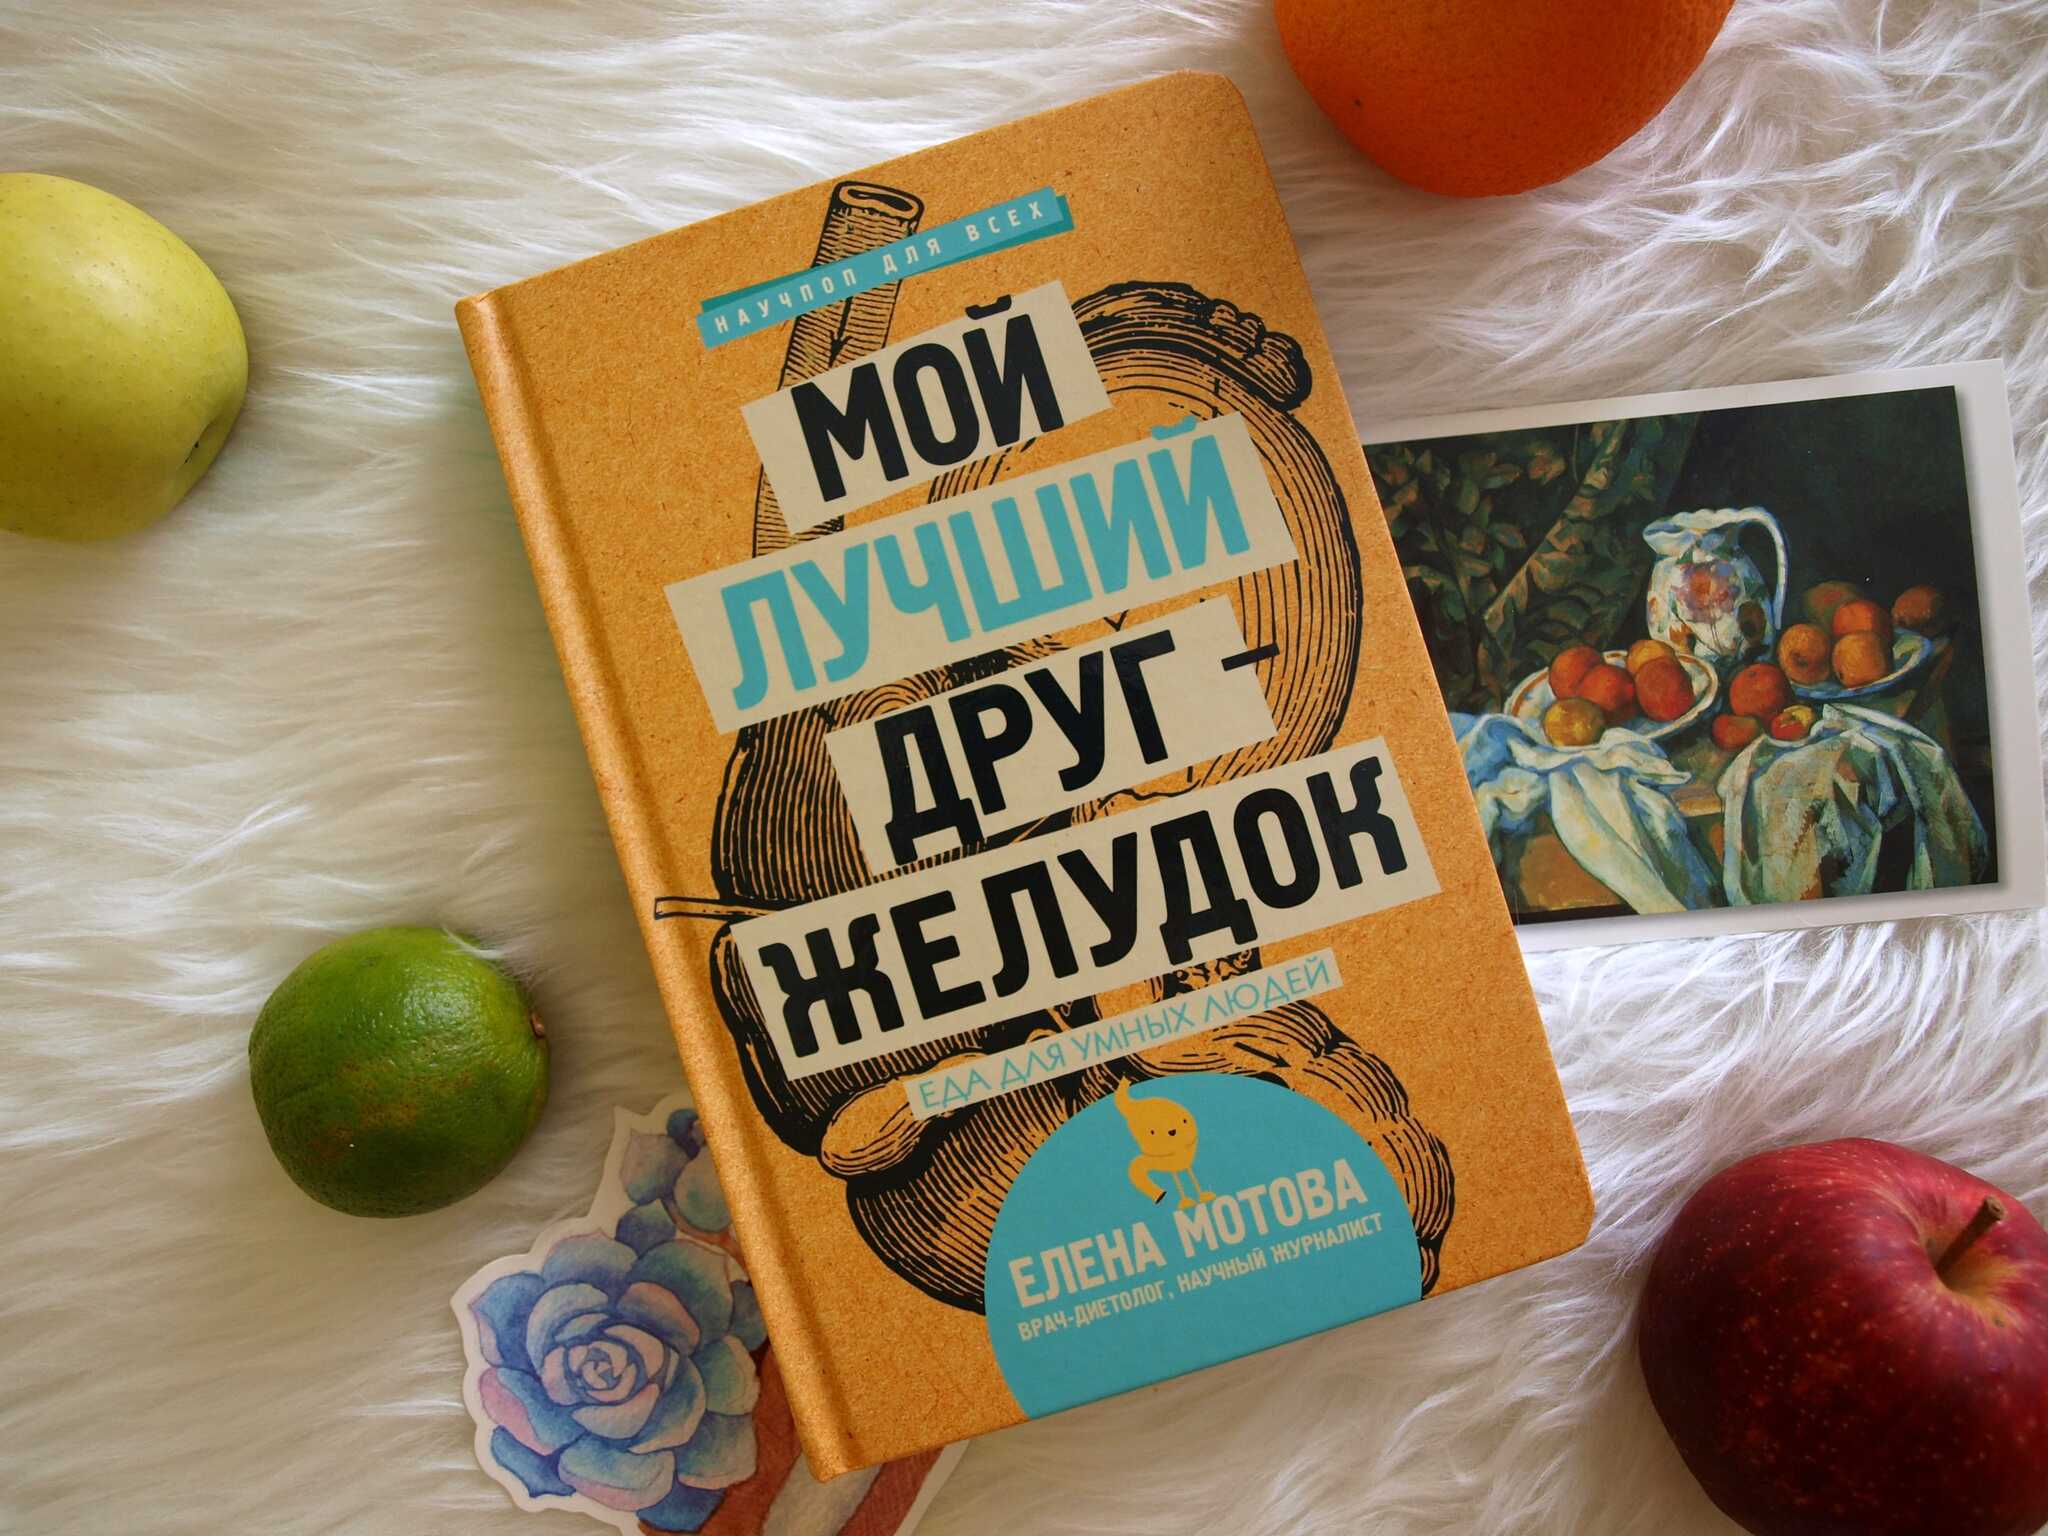 НАУЧПОП ДЛЯ ВСЕХ
МОЙ
ЛУЧШИЙ
ДРУГ –
ЖЕЛУДОК
ЕДА ДЛЯ УМНЫХ ЛЮДЕЙ
ЕЛЕНА МОТОВА
ВРАЧ-ДИЕТОЛОГ, НАУЧНЫЙ ЖУРНАЛИСТ